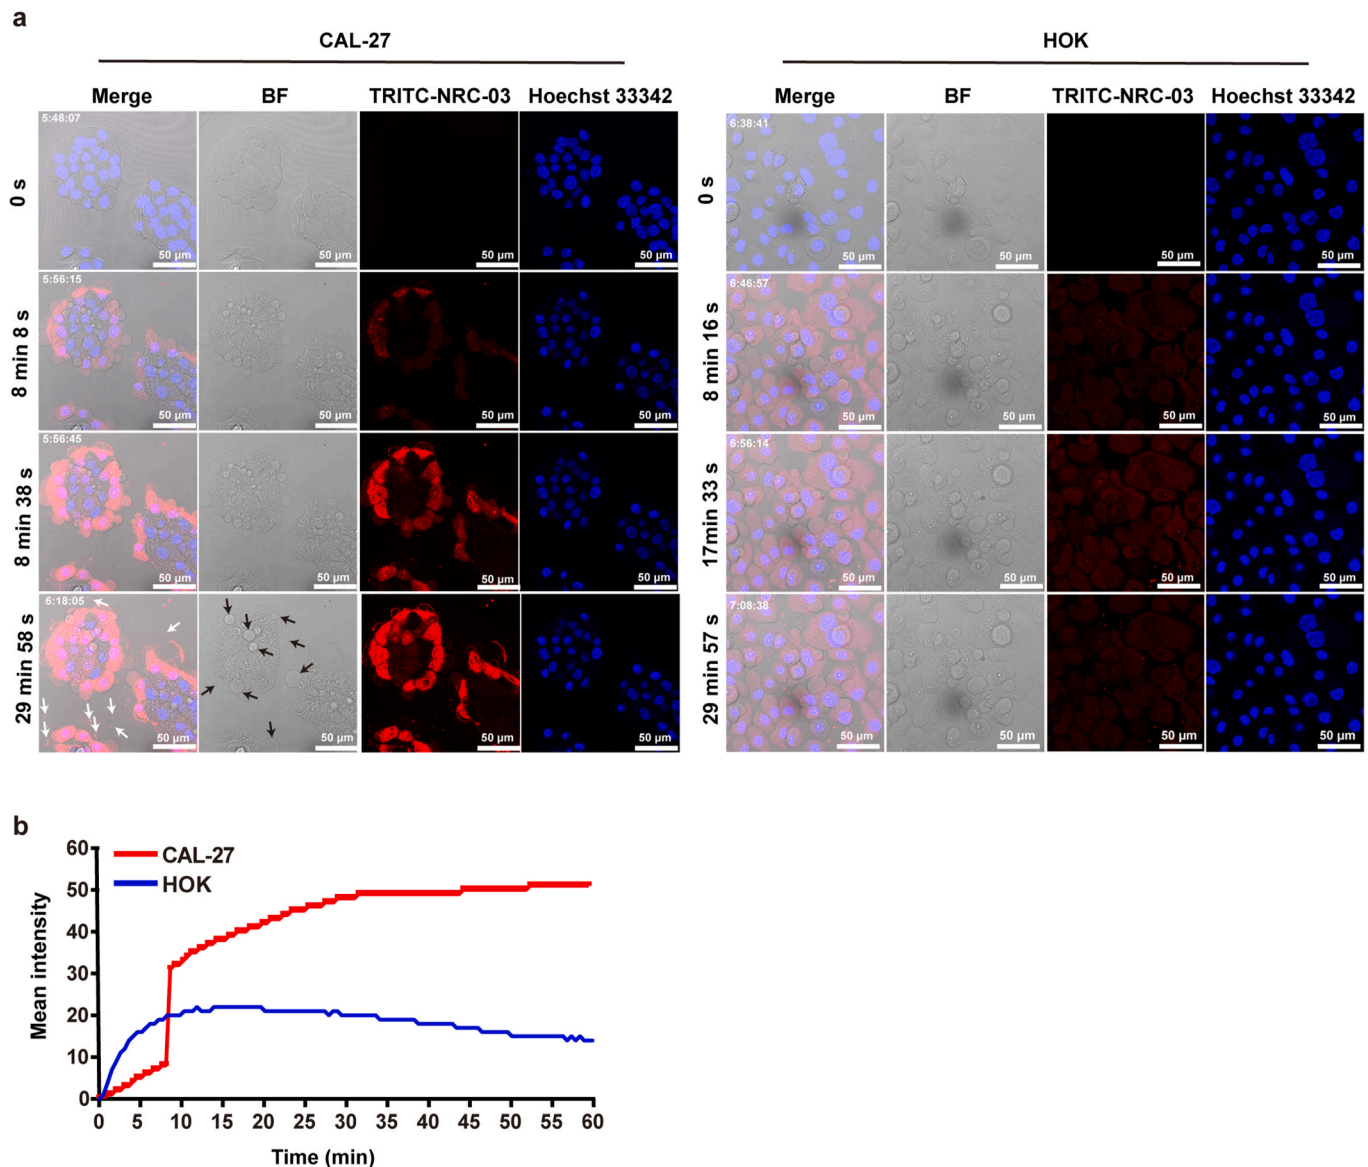 a
CAL-27 HOK
Merge BF TRITC-NRC-03 Hoechst 33342 Merge BF TRITC-NRC-03 Hoechst 33342
0 s 5:48:07 50 µm 50 µm 50 µm 50 µm 0 s 6:38:41 50 µm 50 µm 50 µm 50 µm
8 min 8 s 5:56:15 50 µm 50 µm 50 µm 50 µm 8 min 16 s 6:46:57 50 µm 50 µm 50 µm 50 µm
8 min 38 s 5:56:45 50 µm 50 µm 50 µm 50 µm 17min 33 s 6:56:14 50 µm 50 µm 50 µm 50 µm
29 min 58 s 6:18:05 50 µm 50 µm 50 µm 50 µm 29 min 57 s 7:08:38 50 µm 50 µm 50 µm 50 µm
b
CAL-27
HOK
Mean intensity
60
50
40
30
20
10
0
0 5 10 15 20 25 30 35 40 45 50 55 60
Time (min)